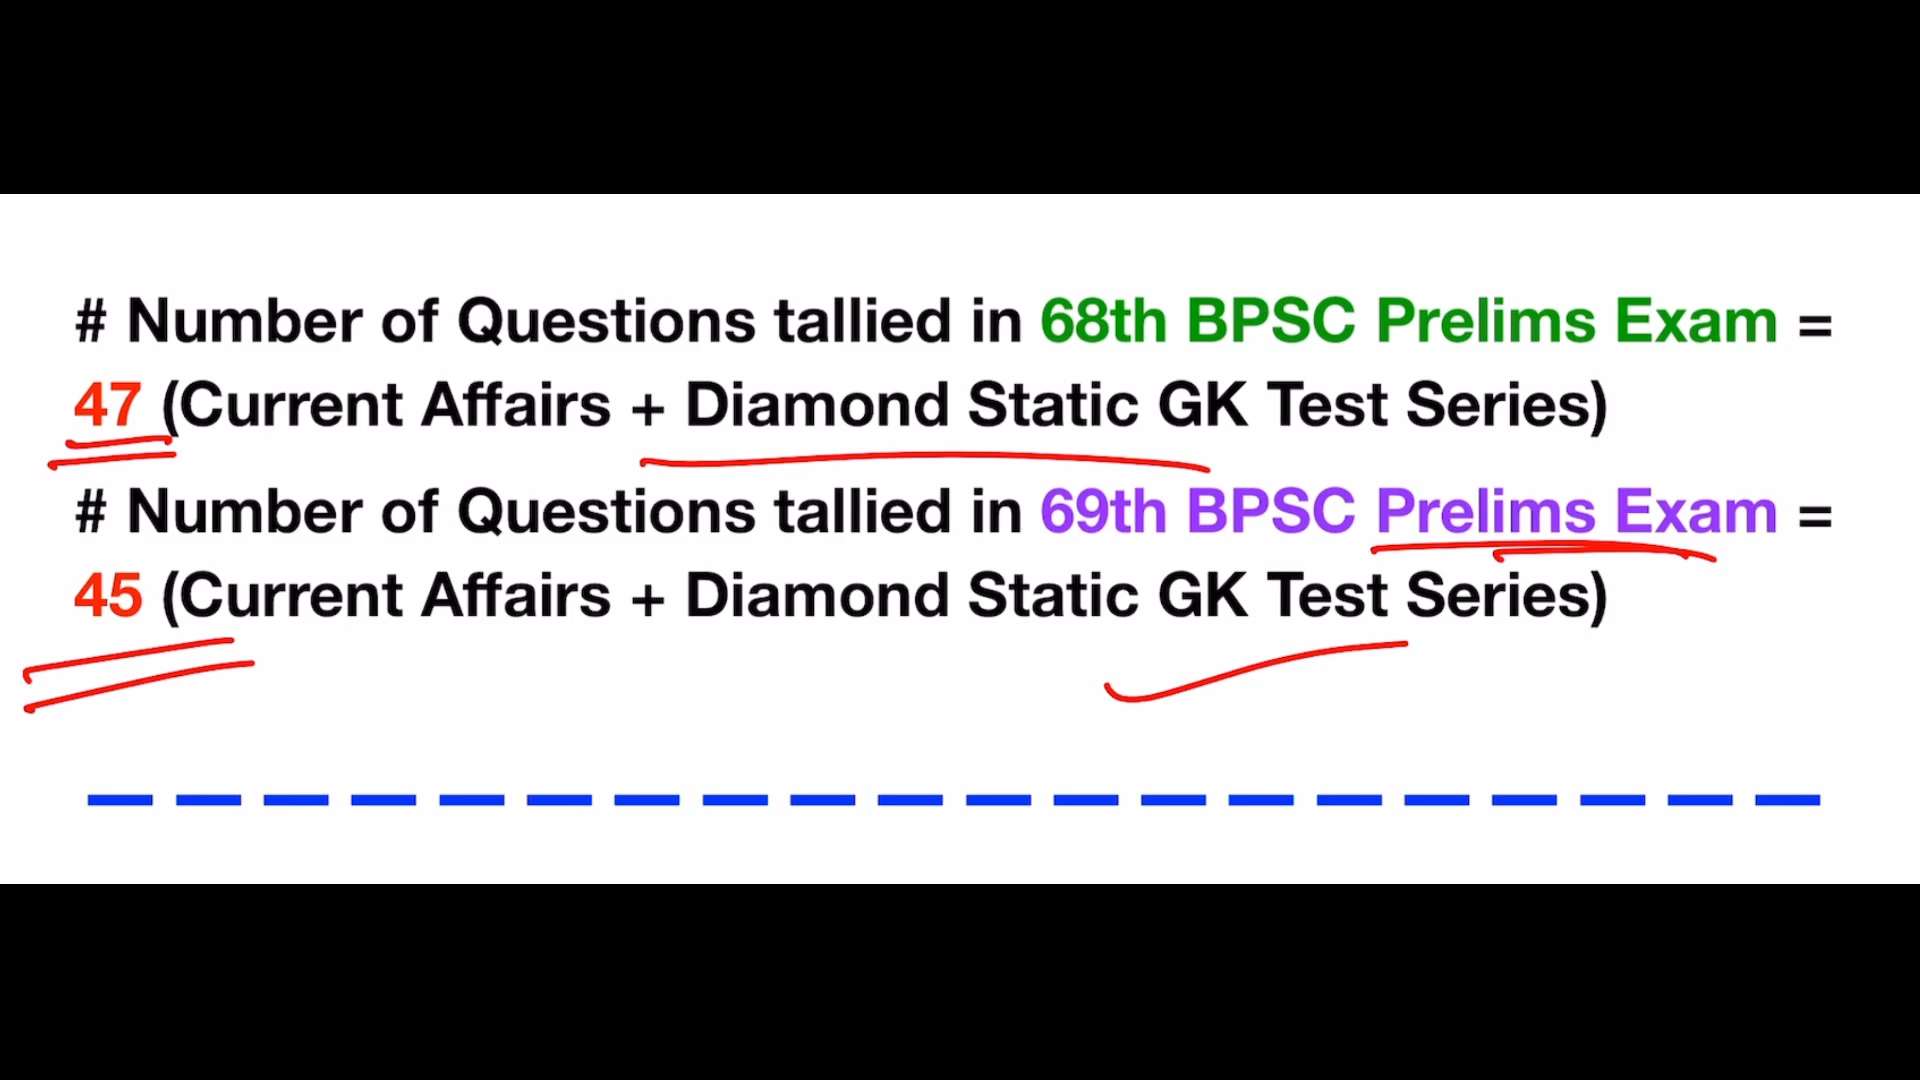 # Number of Questions tallied in 68th BPSC Prelims Exam =
47 (Current Affairs + Diamond Static GK Test Series)
# Number of Questions tallied in 69th BPSC Prelims Exam =
45 (Current Affairs + Diamond Static GK Test Series)